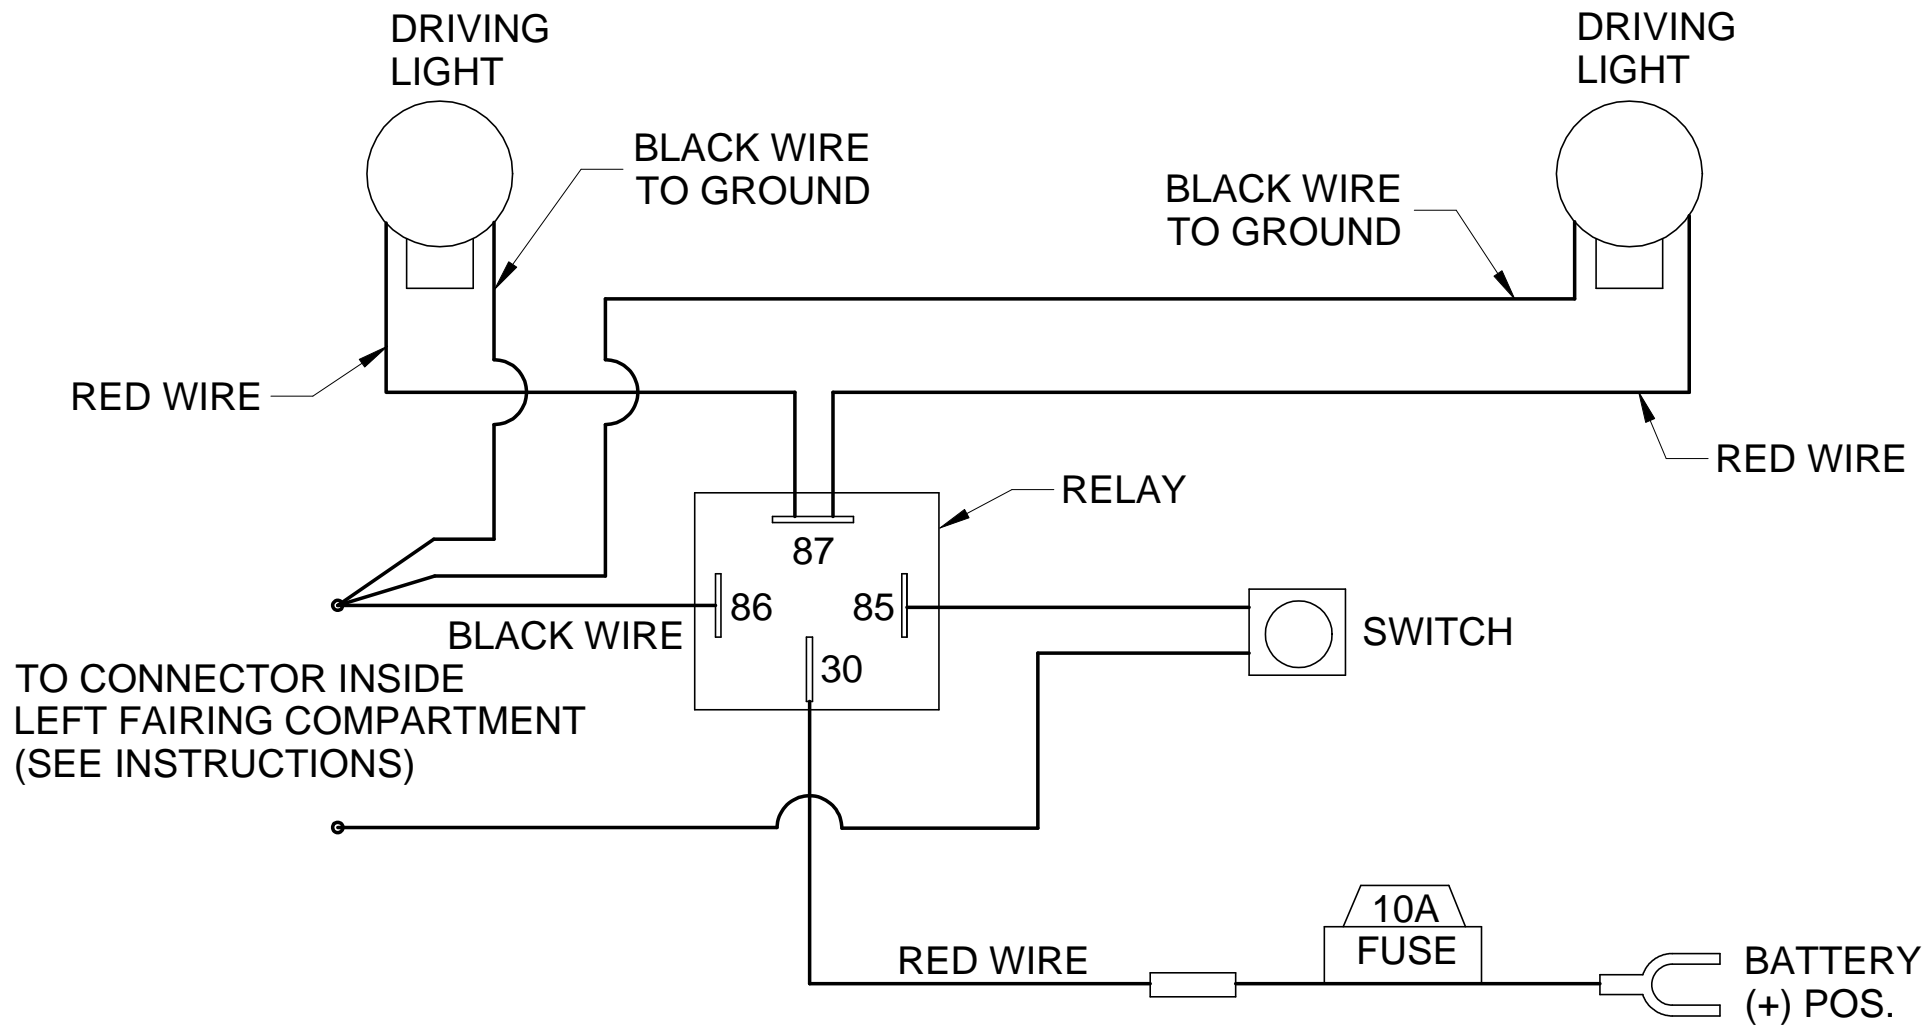 DRIVING
LIGHT
DRIVING
LIGHT
BLACK WIRE
TO GROUND
BLACK WIRE
TO GROUND
RED WIRE
RED WIRE
RELAY
87
86
85
30
BLACK WIRE
SWITCH
TO CONNECTOR INSIDE
LEFT FAIRING COMPARTMENT
(SEE INSTRUCTIONS)
10A
FUSE
RED WIRE
BATTERY
(+) POS.